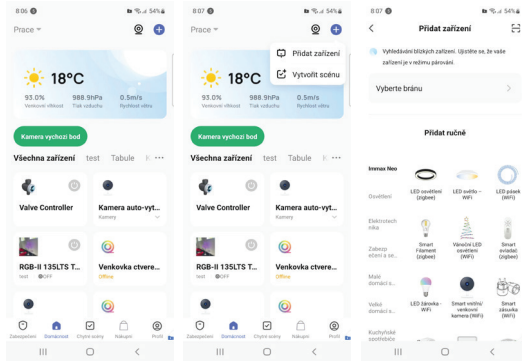 8:06
54%
Prace
18°C
93.0%
988.9hPa
0.5m/s
Venkovní vlhkost
Tlak vzduchu
Rychlost větru
Kamera vychozi bod
Všechna zařízení
test
Tabule
Valve Controller
Kamera auto-vyt...
Kamery
RGB-II 135LTS T...
test
OFF
Venkovka ctvere...
Offline
Zabezpečení
Domácnost
Chytré scény
Nákupní
Profil
8:07
54%
Prace
Přidat zařízení
Vytvořit scénu
18°C
93.0%
988.9hPa
0.5m/s
Venkovní vlhkost
Tlak vzduchu
Rychlost větru
Kamera vychozi bod
Všechna zařízení
test
Tabule
Valve Controller
Kamera auto-vyt...
Kamery
RGB-II 135LTS T...
test
OFF
Venkovka ctvere...
Offline
Zabezpečení
Domácnost
Chytré scény
Nákupní
Profil
8:07
54%
Přidat zařízení
Vyhledávání blízkých zařízení. Ujistěte se, že vaše
zařízení je v režimu párování.
Vyberte bránu
Přidat ručně
Immax Neo
Osvětlení
Elektrotech
nika
Zabezp
ečení a se...
Malé
domácí s...
Velké
domácí s...
Kuchyňské
spotřebiče
LED osvětlení
(zigbee)
LED světlo -
WiFi
LED pásek
(WiFi)
Smart
Filament
(zigbee)
Vánoční LED
osvětlení
(WiFi)
Smart
ovladač
(zigbee)
LED žárovka -
WiFi
Smart vnitřní/
venkovní
kamera (WiFi)
Smart
zásuvka
(WiFi)